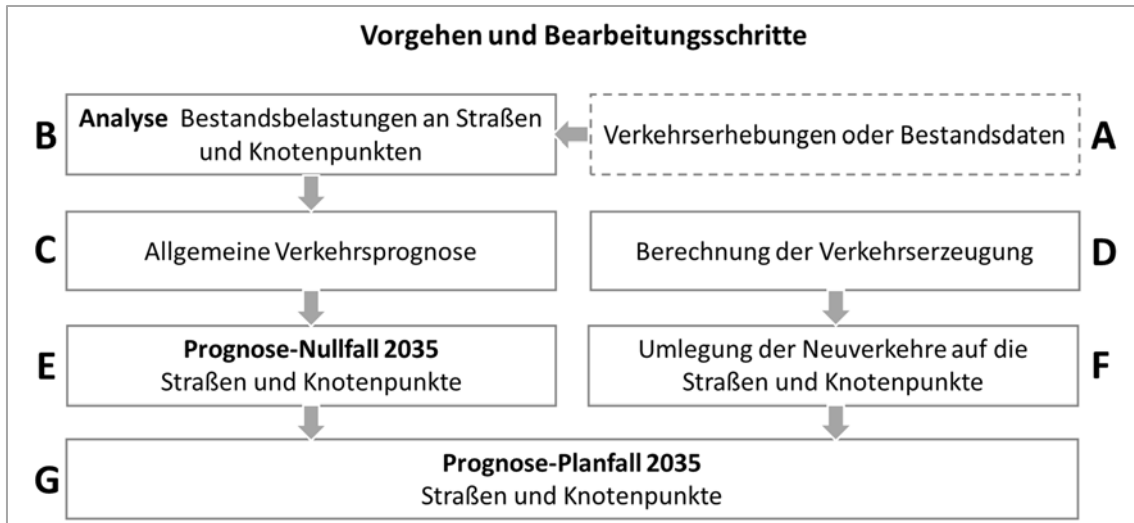 Vorgehen und Bearbeitungsschritte
B
Analyse Bestandsbelastungen an Straßen
und Knotenpunkten
Verkehrserhebungen oder Bestandsdaten
A
C
Allgemeine Verkehrsprognose
Berechnung der Verkehrserzeugung
D
E
Prognose-Nullfall 2035
Straßen und Knotenpunkte
Umlegung der Neuverkehre auf die
Straßen und Knotenpunkte
F
G
Prognose-Planfall 2035
Straßen und Knotenpunkte